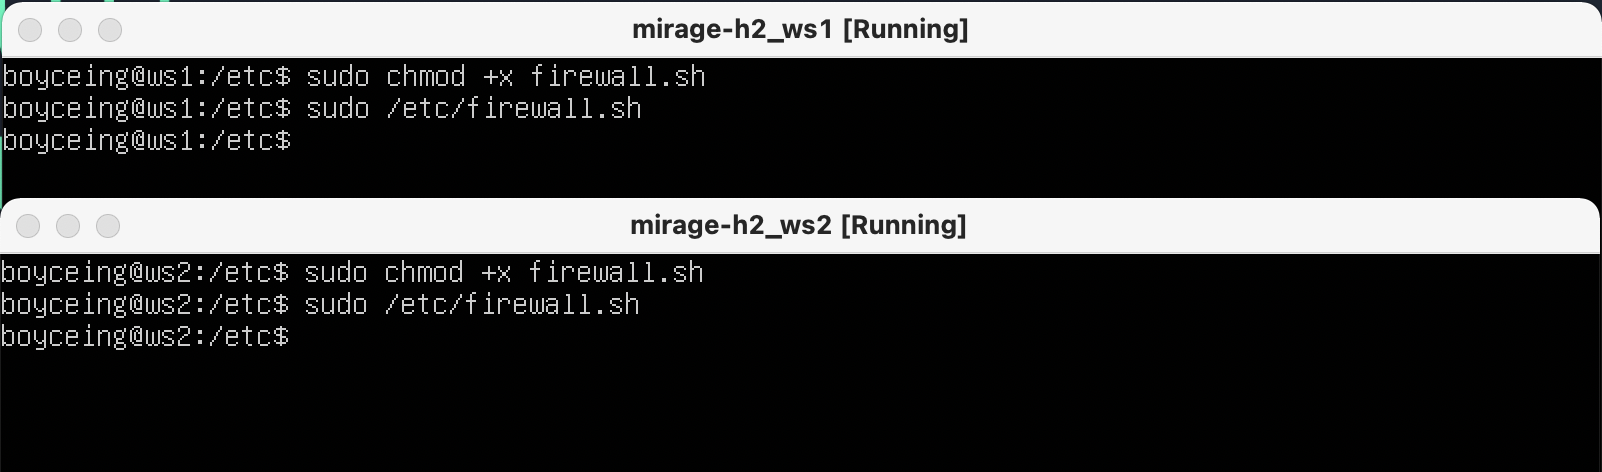 mirage-h2_ws1 [Running]
boyceing@ws1:/etc$ sudo chmod +x firewall.sh
boyceing@ws1:/etc$ sudo /etc/firewall.sh
boyceing@ws1:/etc$
mirage-h2_ws2 [Running]
boyceing@ws2:/etc$ sudo chmod +x firewall.sh
boyceing@ws2:/etc$ sudo /etc/firewall.sh
boyceing@ws2:/etc$